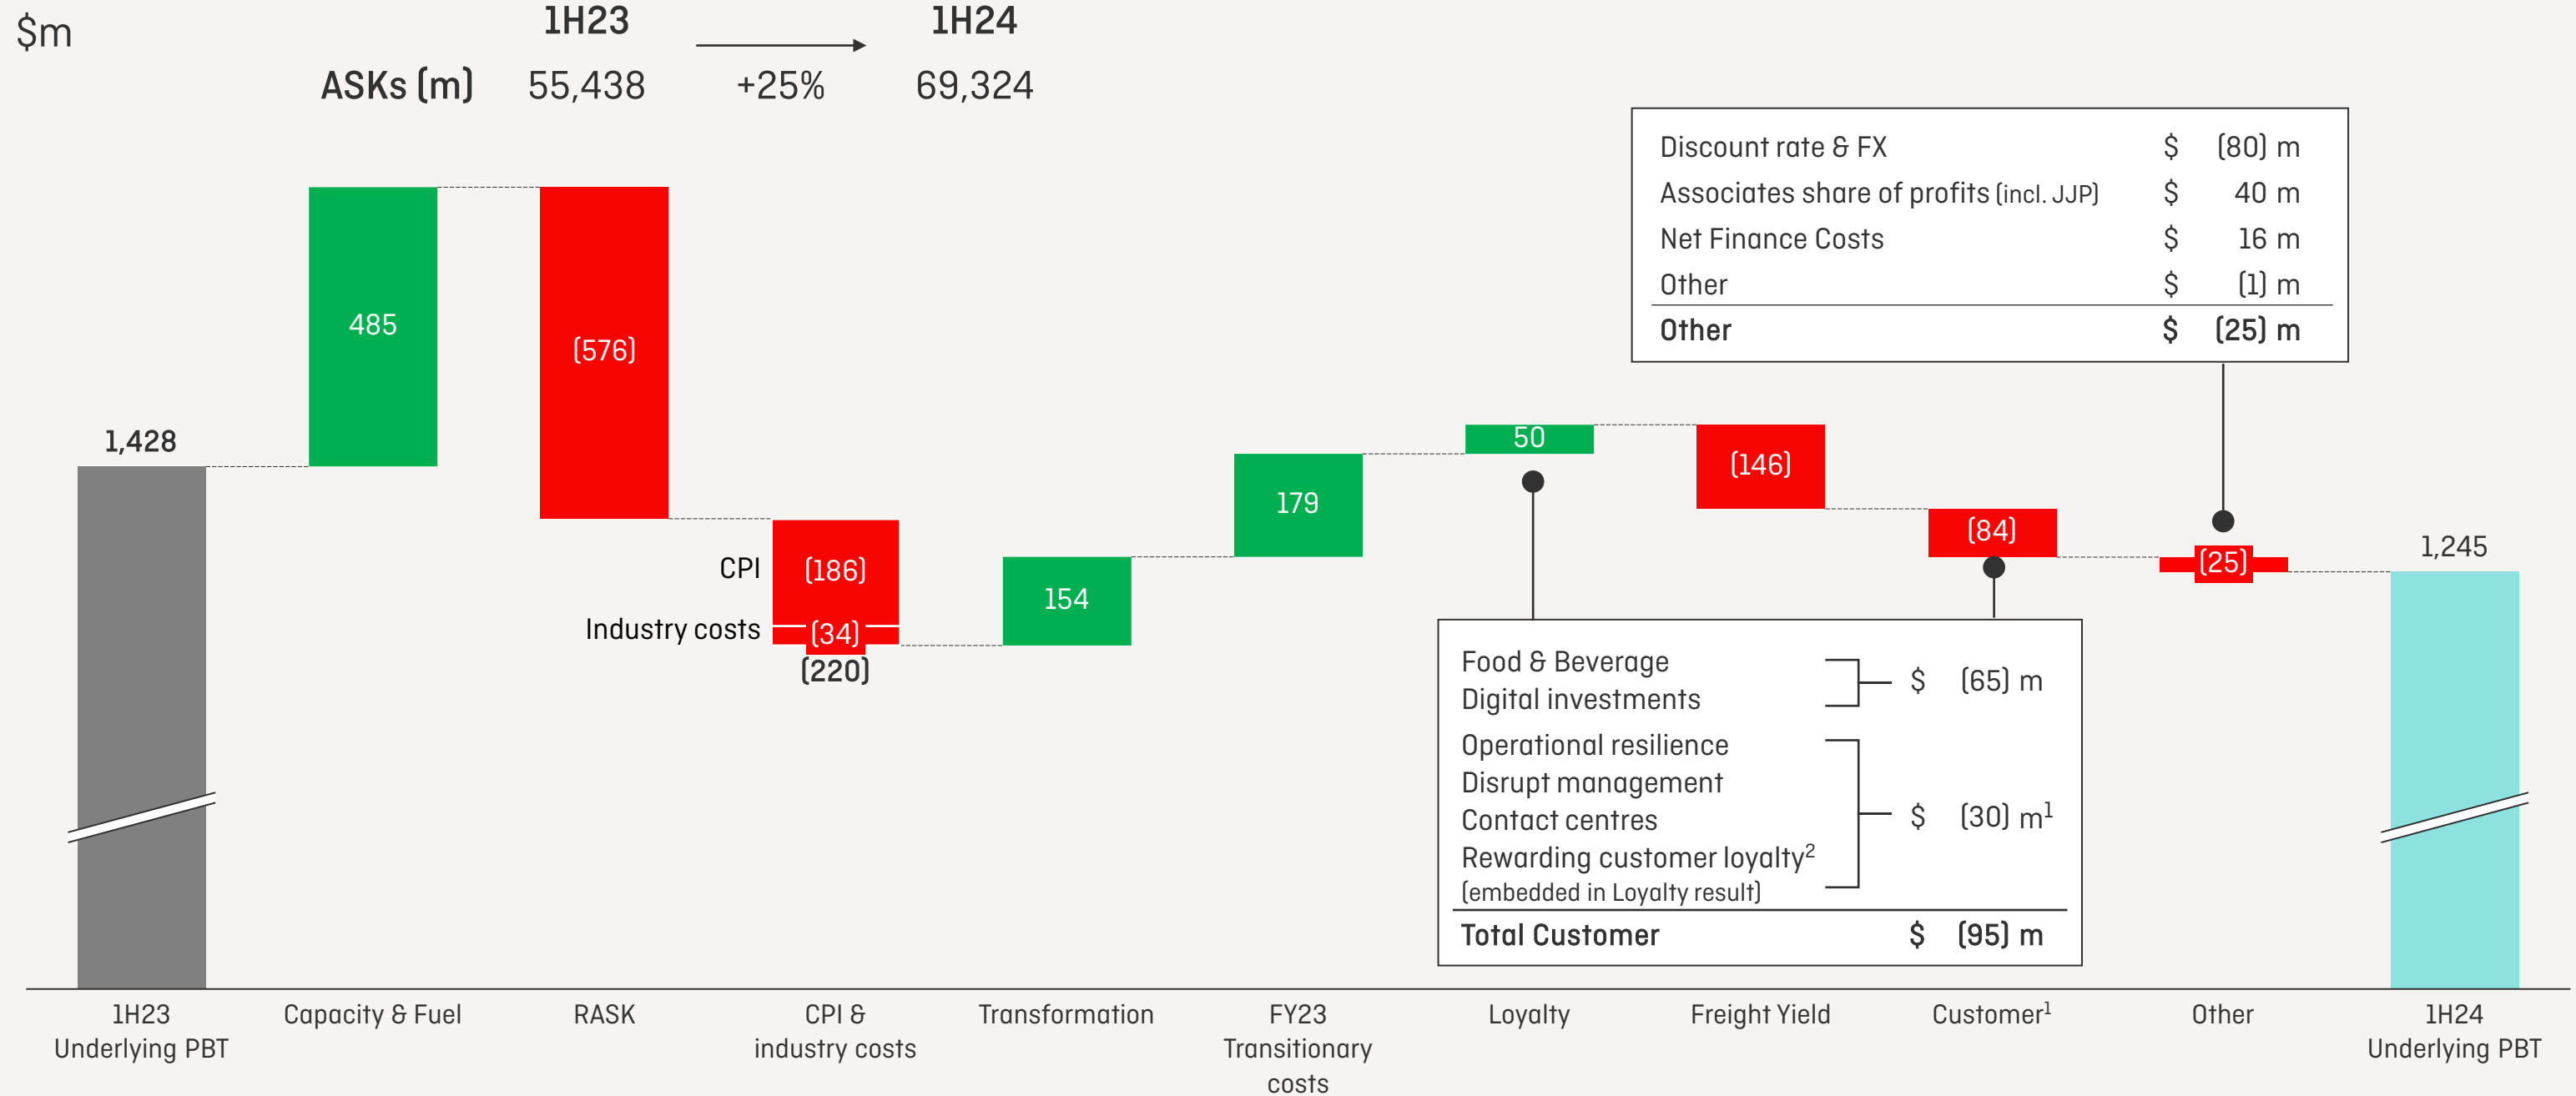 $m
1H23 1H24
ASKs (m) 55,438 +25% 69,324
Discount rate & FX $ (80) m
Associates share of profits (incl. JJP) $ 40 m
Net Finance Costs $ 16 m
Other $ (1) m
Other $ (25) m
1,428
485
(576)
CPI (186)
Industry costs (34)
(220)
154
179
50
(146)
(84)
(25)
1,245
Food & Beverage
Digital investments
$ (65) m
Operational resilience
Disrupt management
Contact centres
Rewarding customer loyalty²
(embedded in Loyalty result)
$ (30) m¹
Total Customer $ (95) m
1H23
Underlying PBT
Capacity & Fuel
RASK
CPI &
industry costs
Transformation
FY23
Transitionary
costs
Loyalty
Freight Yield
Customer¹
Other
1H24
Underlying PBT